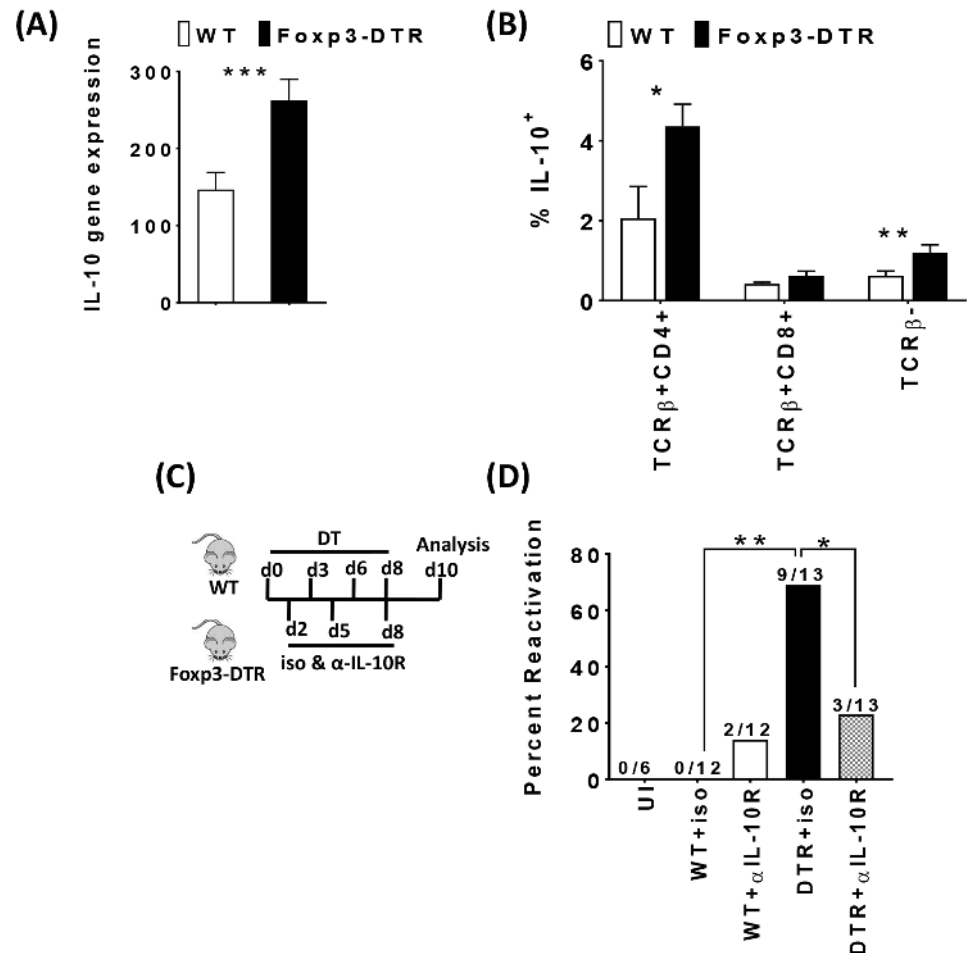 (A)
WT Foxp3-DTR
IL-10 gene expression
300
200
100
0
***
(B)
WT Foxp3-DTR
% IL-10+
6
4
2
0
*
**
TCRβ+CD4+
TCRβ+CD8+
TCRβ-
(C)
WT
Foxp3-DTR
DT
Analysis
d0 d3 d6 d8 d10
d2 d5 d8
iso & α-IL-10R
(D)
Percent Reactivation
80
60
40
20
0
** *
0/6 0/12 2/12 9/13 3/13
UI
WT+iso
WT+αIL-10R
DTR+iso
DTR+αIL-10R